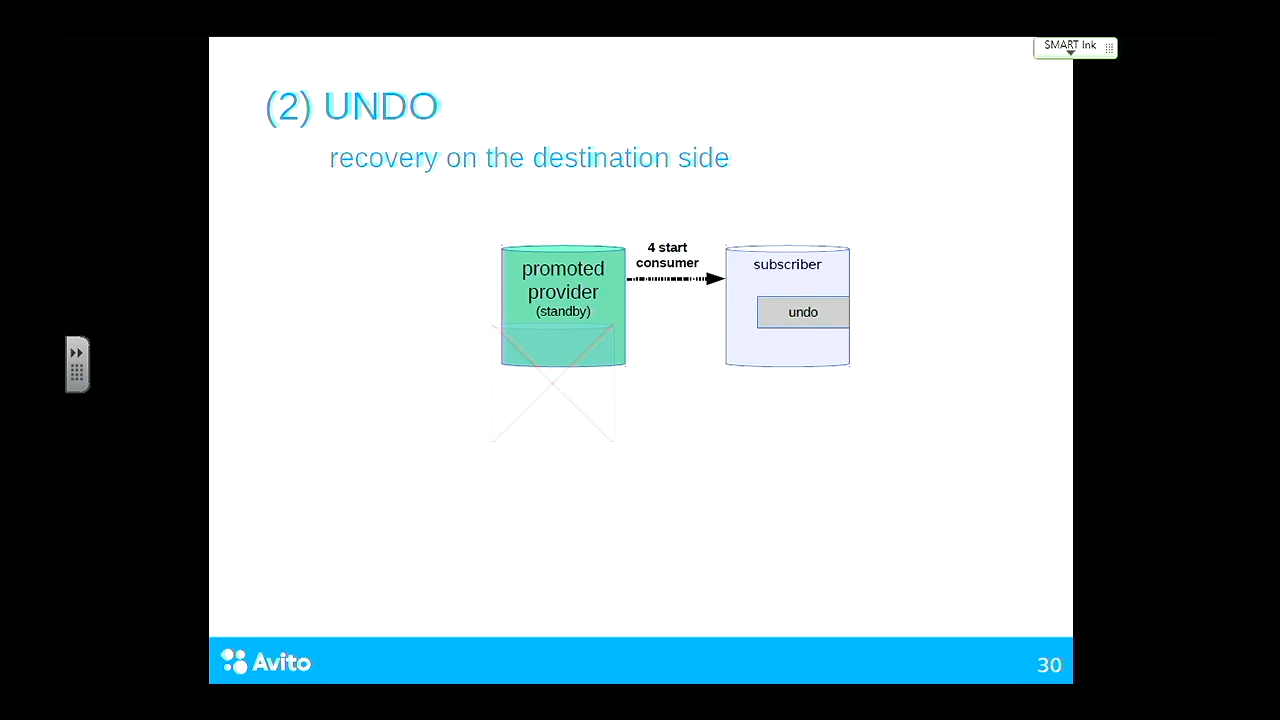 SMART Ink
(2) UNDO
recovery on the destination side
4 start
consumer
promoted
provider
(standby)
subscriber
undo
Avito
30